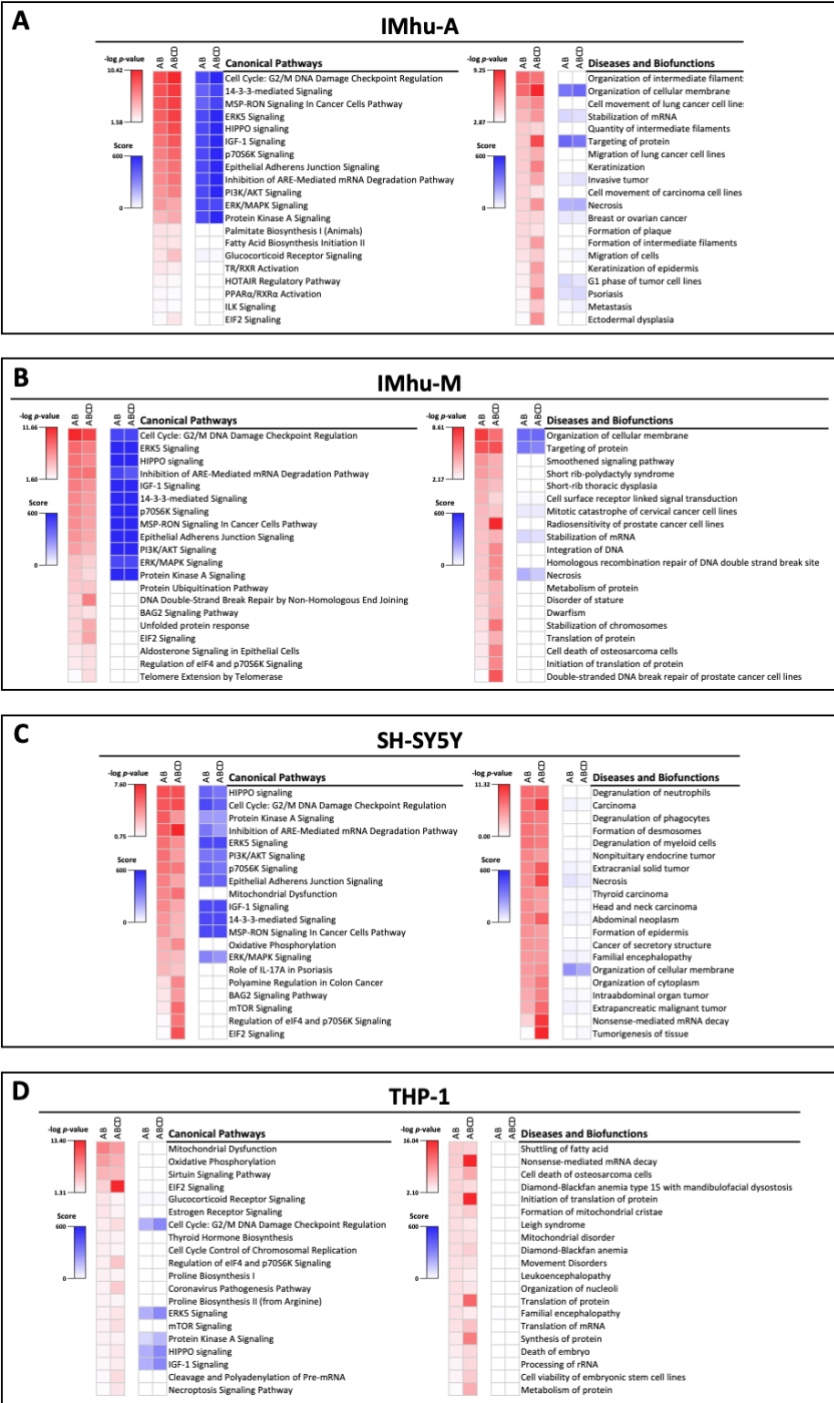 A
IMhu-A
-log p-value
10.42
1.58
Score
600
0
AB
ABCD
AB
ABCD
Canonical Pathways
Cell Cycle: G2/M DNA Damage Checkpoint Regulation
14-3-3-mediated Signaling
MSP-RON Signaling In Cancer Cells Pathway
ERK5 Signaling
HIPPO signaling
IGF-1 Signaling
p70S6K Signaling
Epithelial Adherens Junction Signaling
Inhibition of ARE-Mediated mRNA Degradation Pathway
PI3K/AKT Signaling
ERK/MAPK Signaling
Protein Kinase A Signaling
Palmitate Biosynthesis I (Animals)
Fatty Acid Biosynthesis Initiation II
Glucocorticoid Receptor Signaling
TR/RXR Activation
HOTAIR Regulatory Pathway
PPARα/RXRα Activation
ILK Signaling
EIF2 Signaling
-log p-value
9.25
2.87
Score
600
0
AB
ABCD
AB
ABCD
Diseases and Biofunctions
Organization of intermediate filament
Organization of cellular membrane
Cell movement of lung cancer cell line
Stabilization of mRNA
Quantity of intermediate filaments
Targeting of protein
Migration of lung cancer cell lines
Keratinization
Invasive tumor
Cell movement of carcinoma cell lines
Necrosis
Breast or ovarian cancer
Formation of plaque
Formation of intermediate filaments
Migration of cells
Keratinization of epidermis
G1 phase of tumor cell lines
Psoriasis
Metastasis
Ectodermal dysplasia
B
IMhu-M
-log p-value
11.66
1.60
Score
600
0
AB
ABCD
AB
ABCD
Canonical Pathways
Cell Cycle: G2/M DNA Damage Checkpoint Regulation
ERK5 Signaling
HIPPO signaling
Inhibition of ARE-Mediated mRNA Degradation Pathway
IGF-1 Signaling
14-3-3-mediated Signaling
p70S6K Signaling
MSP-RON Signaling In Cancer Cells Pathway
Epithelial Adherens Junction Signaling
PI3K/AKT Signaling
ERK/MAPK Signaling
Protein Kinase A Signaling
Protein Ubiquitination Pathway
DNA Double-Strand Break Repair by Non-Homologous End Joining
BAG2 Signaling Pathway
Unfolded protein response
EIF2 Signaling
Aldosterone Signaling in Epithelial Cells
Regulation of eIF4 and p70S6K Signaling
Telomere Extension by Telomerase
-log p-value
8.61
2.17
Score
600
0
AB
ABCD
AB
ABCD
Diseases and Biofunctions
Organization of cellular membrane
Targeting of protein
Smoothened signaling pathway
Short rib-polydactyly syndrome
Short-rib thoracic dysplasia
Cell surface receptor linked signal transduction
Mitotic catastrophe of cervical cancer cell lines
Radiosensitivity of prostate cancer cell lines
Stabilization of mRNA
Integration of DNA
Homologous recombination repair of DNA double strand break site
Necrosis
Metabolism of protein
Disorder of stature
Dwarfism
Stabilization of chromosomes
Translation of protein
Cell death of osteosarcoma cells
Initiation of translation of protein
Double-stranded DNA break repair of prostate cancer cell lines
C
SH-SY5Y
-log p-value
7.60
0.75
Score
600
0
AB
ABCD
AB
ABCD
Canonical Pathways
HIPPO signaling
Cell Cycle: G2/M DNA Damage Checkpoint Regulation
Protein Kinase A Signaling
Inhibition of ARE-Mediated mRNA Degradation Pathway
ERK5 Signaling
PI3K/AKT Signaling
p70S6K Signaling
Epithelial Adherens Junction Signaling
Mitochondrial Dysfunction
IGF-1 Signaling
14-3-3-mediated Signaling
MSP-RON Signaling In Cancer Cells Pathway
Oxidative Phosphorylation
ERK/MAPK Signaling
Role of IL-17A in Psoriasis
Polyamine Regulation in Colon Cancer
BAG2 Signaling Pathway
mTOR Signaling
Regulation of eIF4 and p70S6K Signaling
EIF2 Signaling
-log p-value
11.32
0.00
Score
600
0
AB
ABCD
AB
ABCD
Diseases and Biofunctions
Degranulation of neutrophils
Carcinoma
Degranulation of phagocytes
Formation of desmosomes
Degranulation of myeloid cells
Nonpituitary endocrine tumor
Extracranial solid tumor
Necrosis
Thyroid carcinoma
Head and neck carcinoma
Abdominal neoplasm
Formation of epidermis
Cancer of secretory structure
Familial encephalopathy
Organization of cellular membrane
Organization of cytoplasm
Intraabdominal organ tumor
Extrapancreatic malignant tumor
Nonsense-mediated mRNA decay
Tumorigenesis of tissue
D
THP-1
-log p-value
13.40
1.31
Score
600
0
AB
ABCD
AB
ABCD
Canonical Pathways
Mitochondrial Dysfunction
Oxidative Phosphorylation
Sirtuin Signaling Pathway
EIF2 Signaling
Glucocorticoid Receptor Signaling
Estrogen Receptor Signaling
Cell Cycle: G2/M DNA Damage Checkpoint Regulation
Thyroid Hormone Biosynthesis
Cell Cycle Control of Chromosomal Replication
Regulation of eIF4 and p70S6K Signaling
Proline Biosynthesis I
Coronavirus Pathogenesis Pathway
Proline Biosynthesis II (from Arginine)
ERK5 Signaling
mTOR Signaling
Protein Kinase A Signaling
HIPPO signaling
IGF-1 Signaling
Cleavage and Polyadenylation of Pre-mRNA
Necroptosis Signaling Pathway
-log p-value
16.04
2.10
Score
600
0
AB
ABCD
AB
ABCD
Diseases and Biofunctions
Shuttling of fatty acid
Nonsense-mediated mRNA decay
Cell death of osteosarcoma cells
Diamond-Blackfan anemia type 15 with mandibulofacial dysostosis
Initiation of translation of protein
Formation of mitochondrial cristae
Leigh syndrome
Mitochondrial disorder
Diamond-Blackfan anemia
Movement Disorders
Leukoencephalopathy
Organization of nucleoli
Translation of protein
Familial encephalopathy
Translation of mRNA
Synthesis of protein
Death of embryo
Processing of rRNA
Cell viability of embryonic stem cell lines
Metabolism of protein